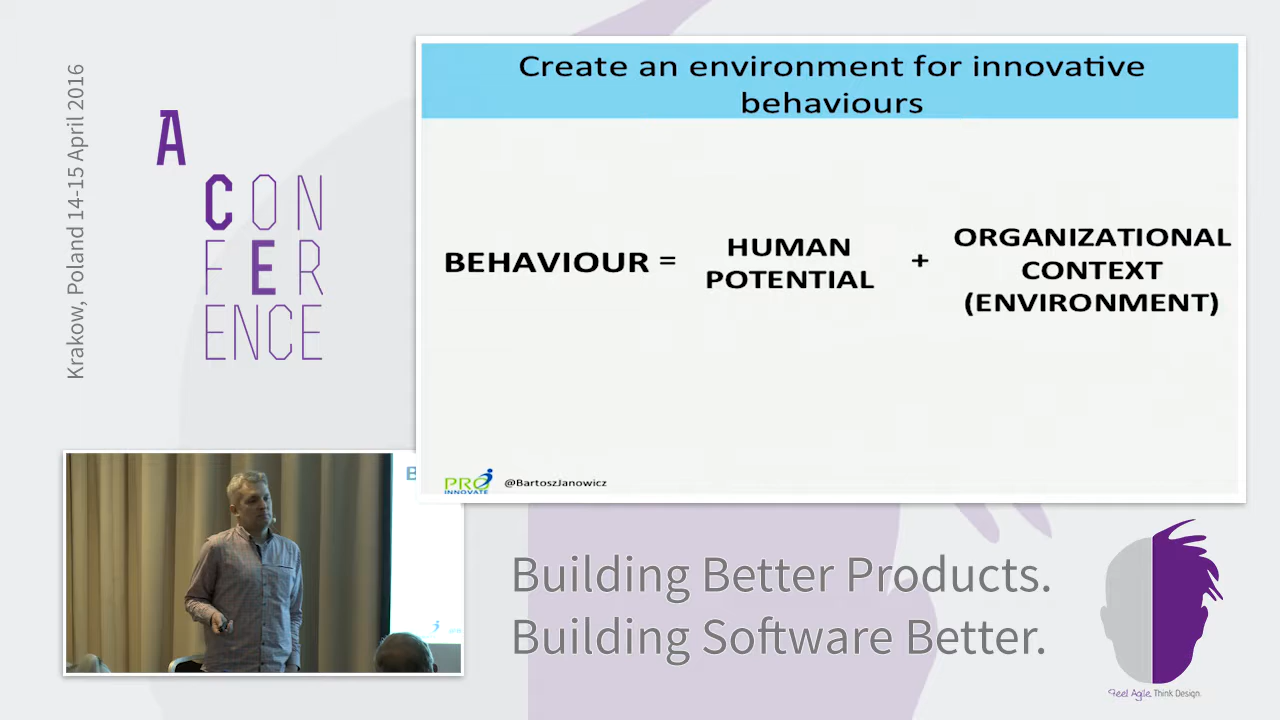 Krakow, Poland 14-15 April 2016
A
CON
FER
ENCE
Create an environment for innovative
behaviours
BEHAVIOUR =
HUMAN
POTENTIAL
+
ORGANIZATIONAL
CONTEXT
(ENVIRONMENT)
PRO
INNOVATE
@BartoszJanowicz
B
Building Better Products.
Building Software Better.
Feel Agile. Think Design.